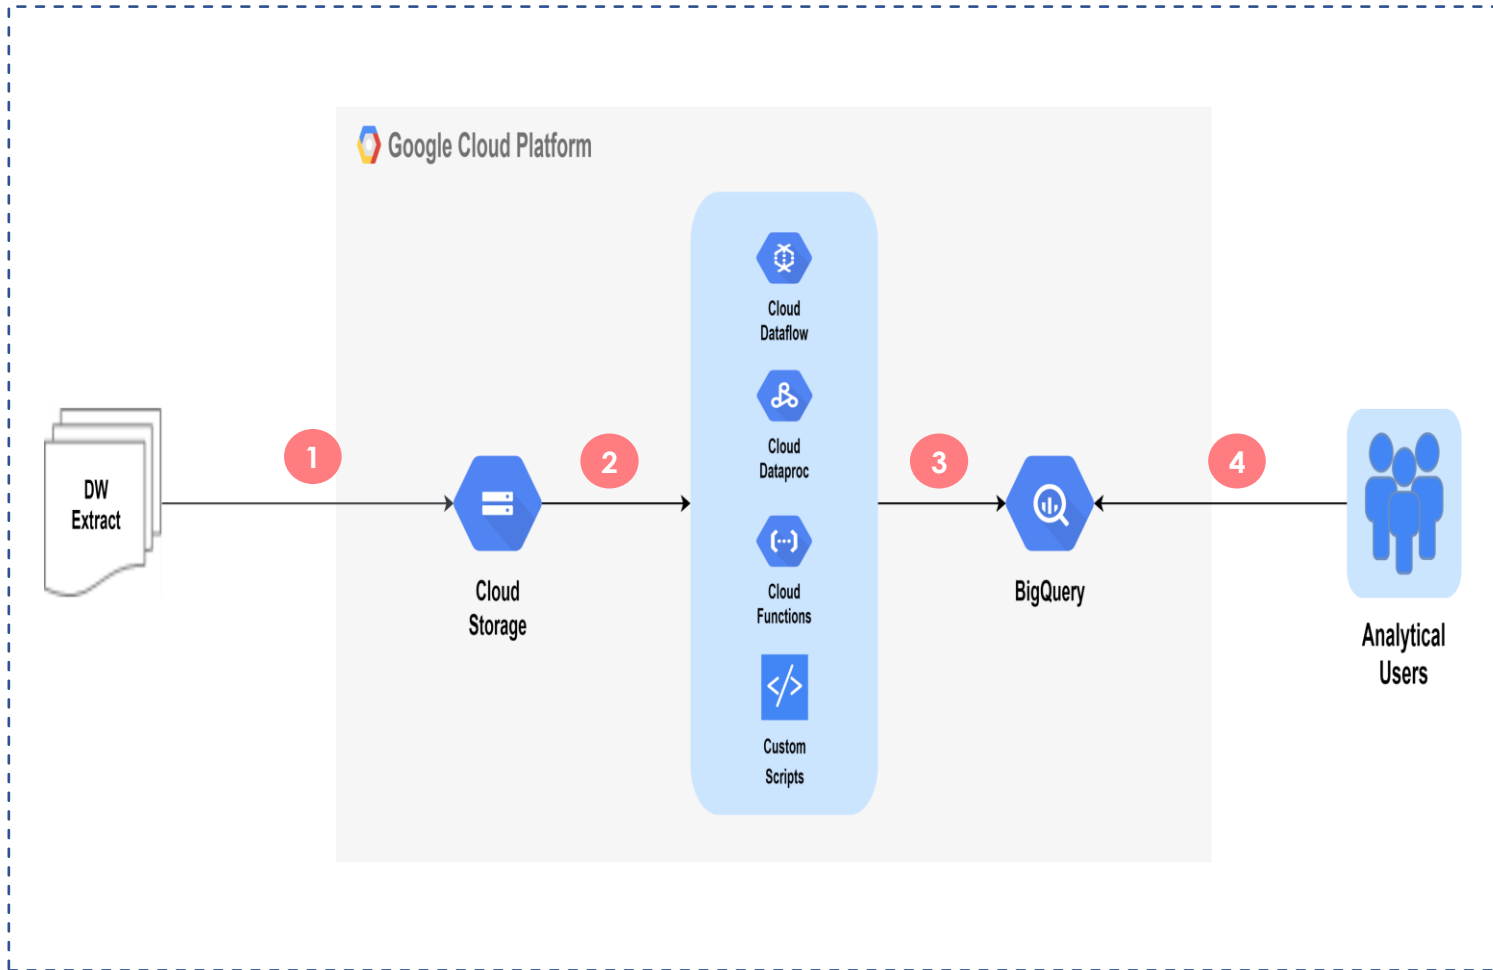 Google Cloud Platform
Cloud
Dataflow
Cloud
Dataproc
1
2
3
4
DW
Extract
Cloud
Storage
Cloud
Functions
BigQuery
Custom
Scripts
Analytical
Users